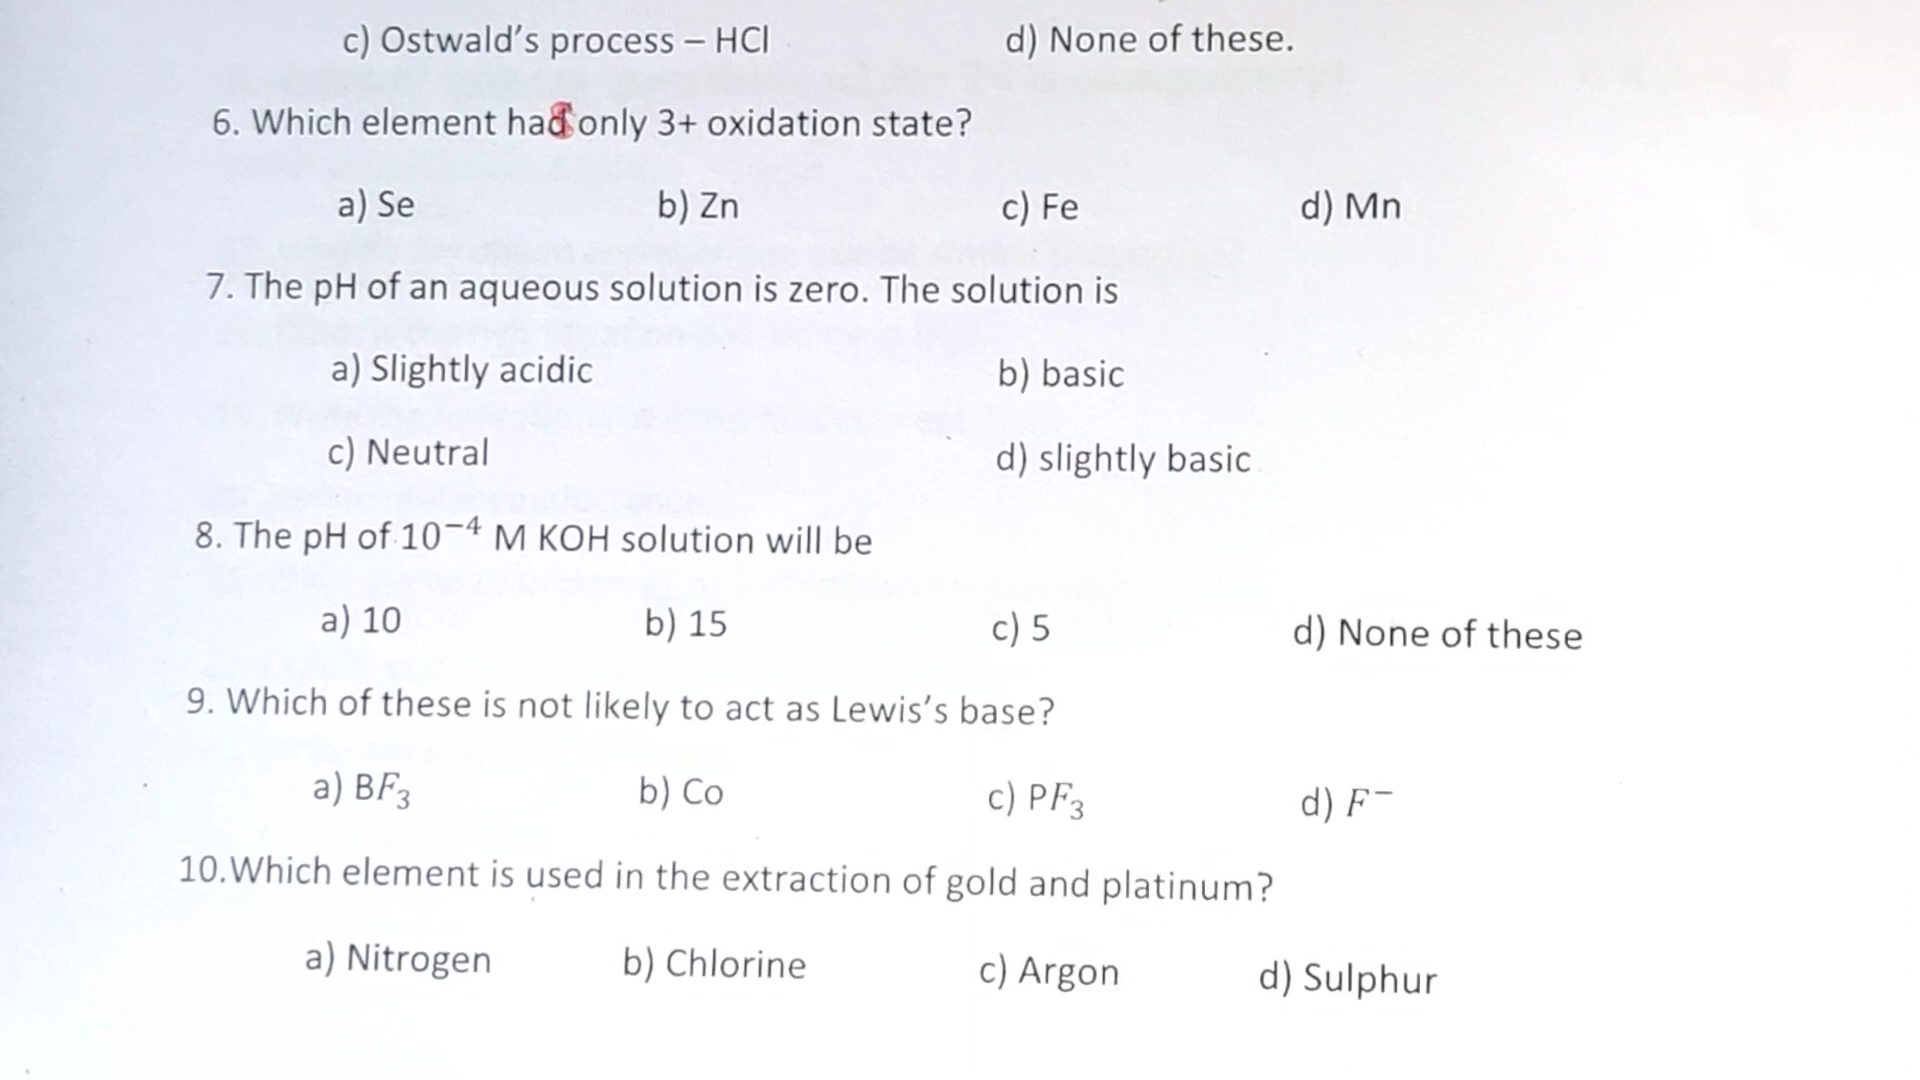 c) Ostwald's process – HCl d) None of these.
6. Which element had only 3+ oxidation state?
a) Se b) Zn c) Fe d) Mn
7. The pH of an aqueous solution is zero. The solution is
a) Slightly acidic b) basic
c) Neutral d) slightly basic
8. The pH of 10⁻⁴ M KOH solution will be
a) 10 b) 15 c) 5 d) None of these
9. Which of these is not likely to act as Lewis's base?
a) BF₃ b) Co c) PF₃ d) F⁻
10.Which element is used in the extraction of gold and platinum?
a) Nitrogen b) Chlorine c) Argon d) Sulphur